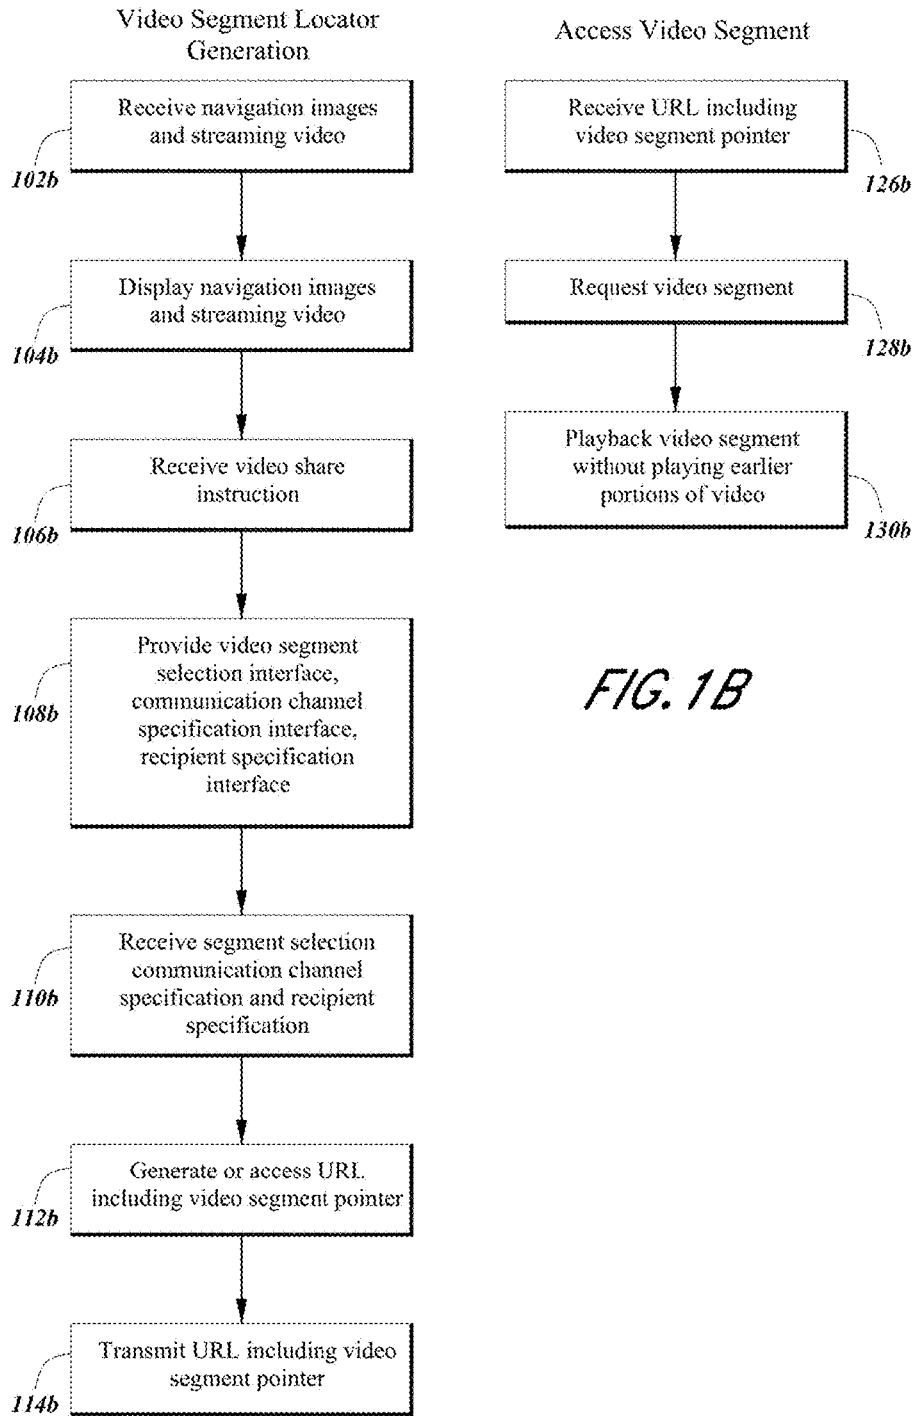 Video Segment Locator
Generation
Receive navigation images
and streaming video
102b
Display navigation images
and streaming video
104b
Receive video share
instruction
106b
Provide video segment
selection interface,
communication channel
specification interface,
recipient specification
interface
108b
Receive segment selection
communication channel
specification and recipient
specification
110b
Generate or access URL
including video segment pointer
112b
Transmit URL including video
segment pointer
114b
Access Video Segment
Receive URL including
video segment pointer
126b
Request video segment
128b
Playback video segment
without playing earlier
portions of video
130b
FIG. 1B